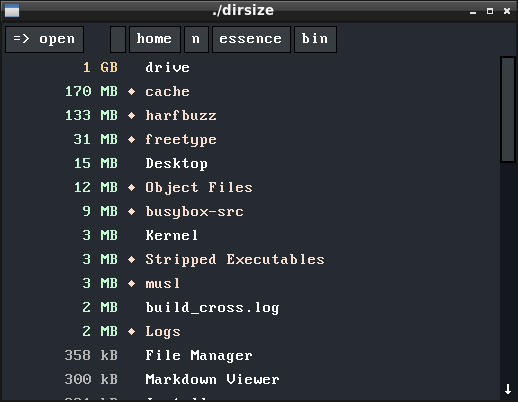 ./dirsize
=> open home n essence bin
1 GB drive
170 MB ◆ cache
133 MB ◆ harfbuzz
31 MB ◆ freetype
15 MB Desktop
12 MB ◆ Object Files
9 MB ◆ busybox-src
3 MB Kernel
3 MB ◆ Stripped Executables
3 MB ◆ musl
2 MB build_cross.log
2 MB ◆ Logs
358 kB File Manager
300 kB Markdown Viewer